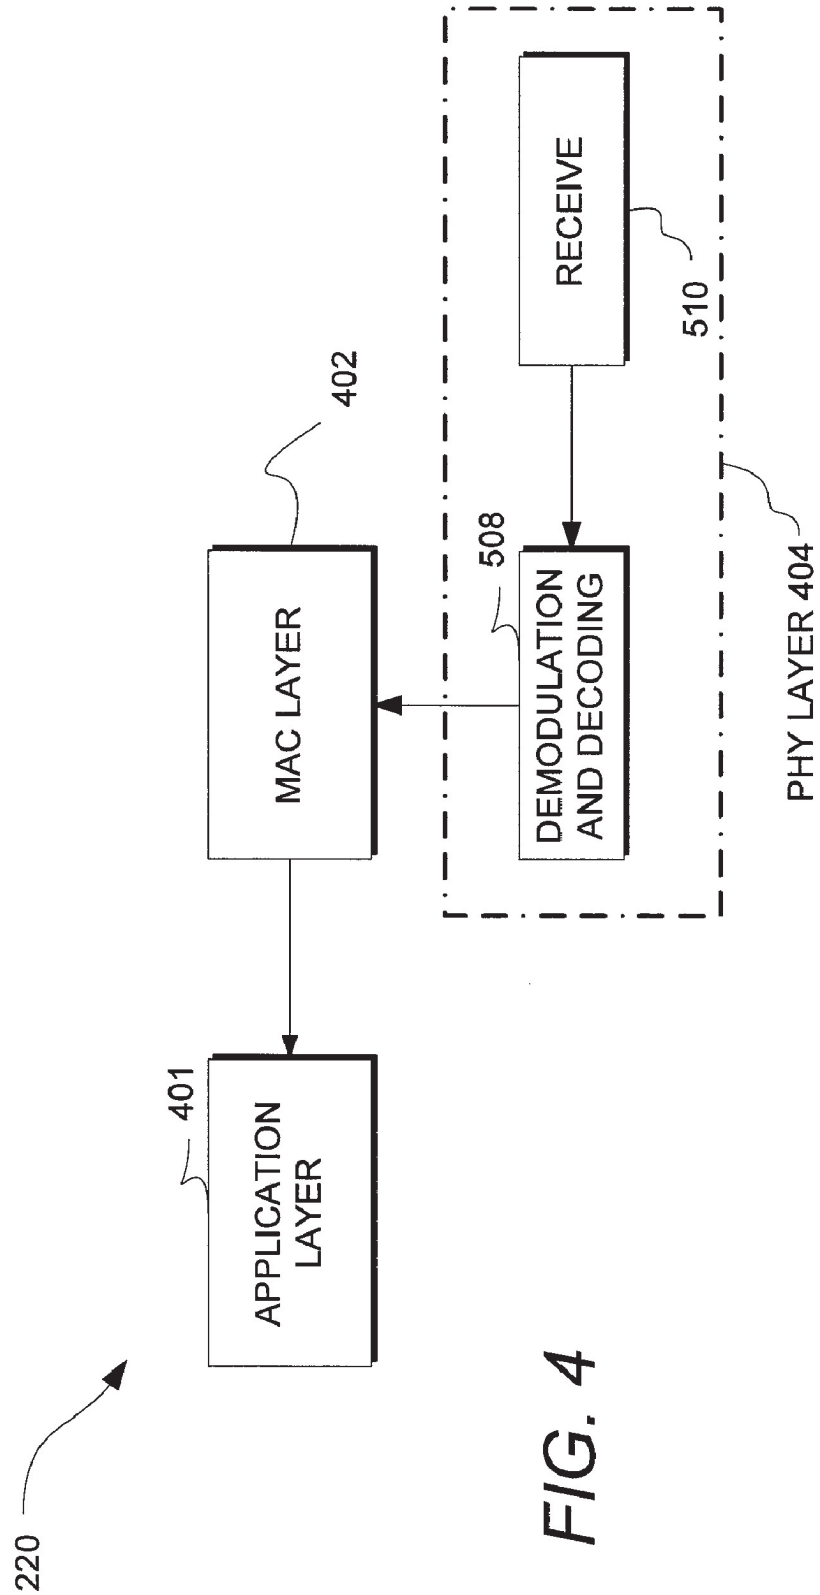 220
401
APPLICATION
LAYER
402
MAC LAYER
508
DEMODULATION
AND DECODING
RECEIVE
510
PHY LAYER 404
FIG. 4